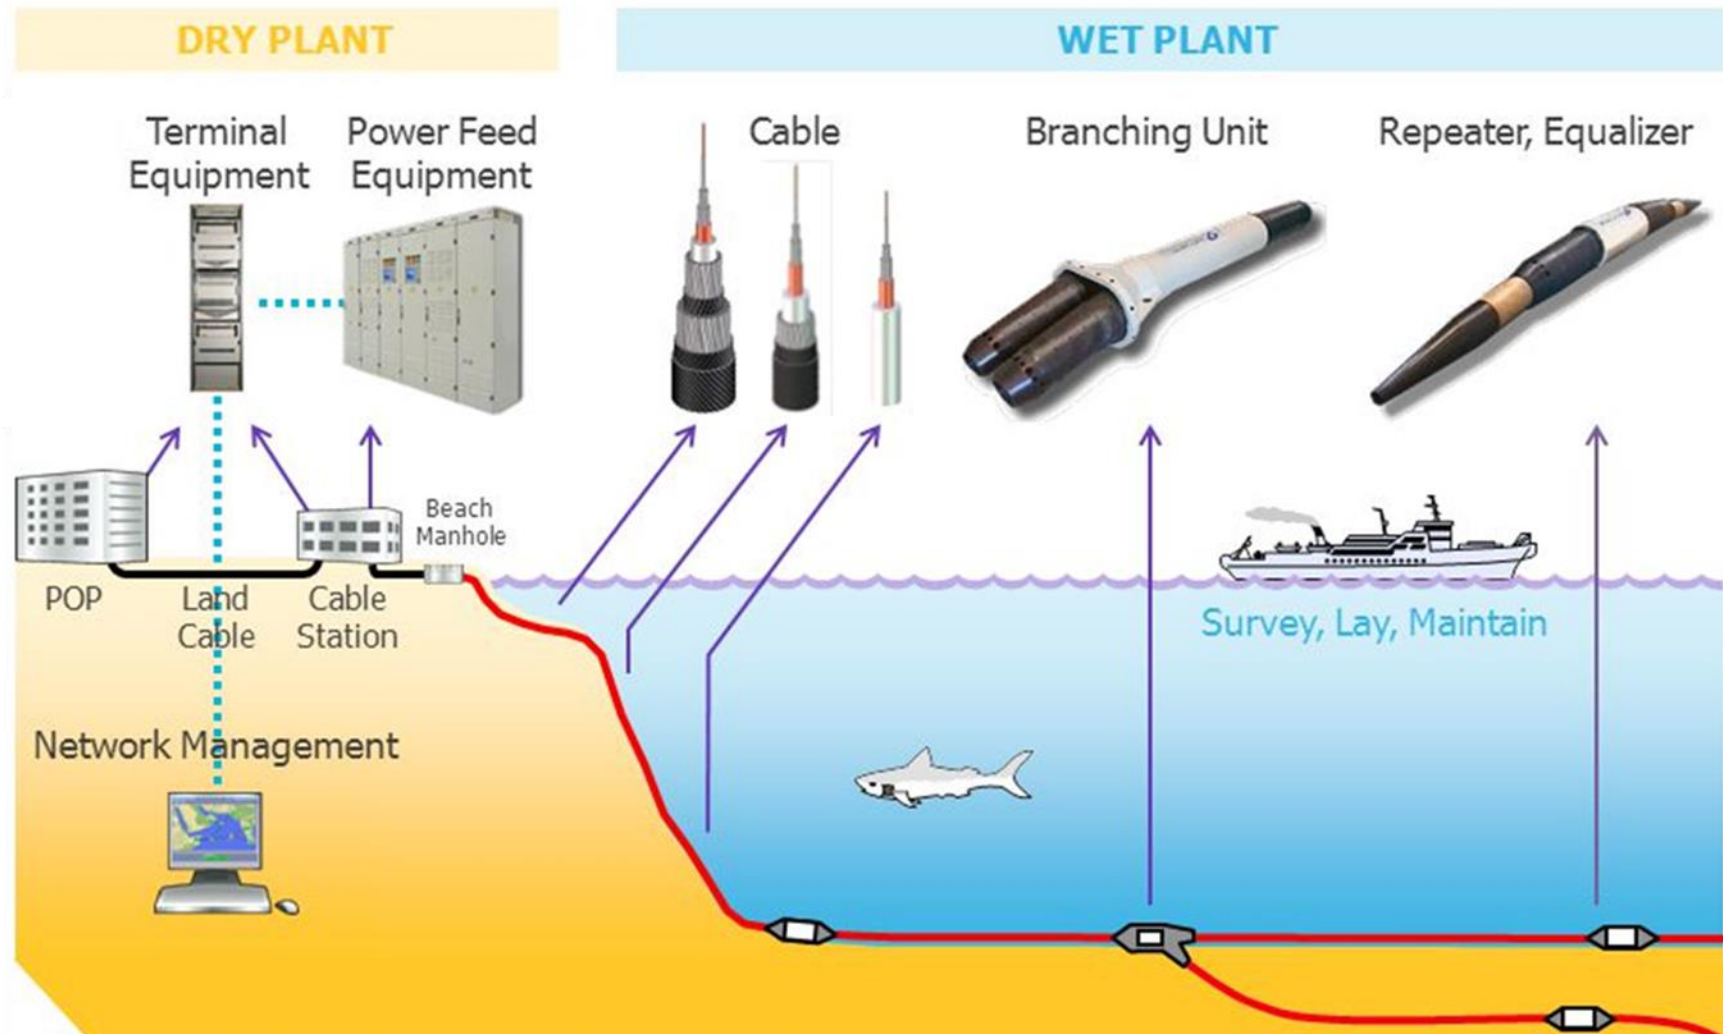 DRY PLANT
WET PLANT
Terminal
Equipment
Power Feed
Equipment
Cable
Branching Unit
Repeater, Equalizer
Beach
Manhole
POP
Land
Cable
Cable
Station
Survey, Lay, Maintain
Network Management